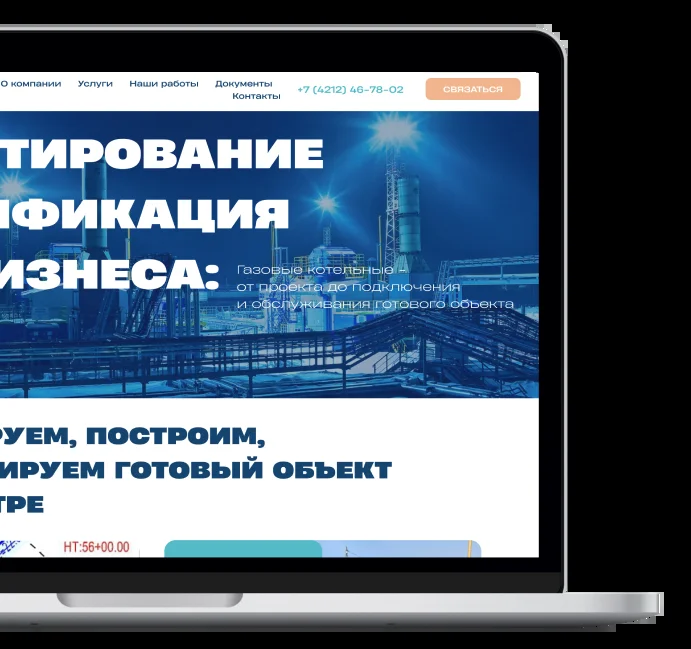 О компании Услуги Наши работы Документы
Контакты
+7 (4212) 46-78-02
СВЯЗАТЬСЯ
ТИРОВАНИЕ
ИФИКАЦИЯ
ИЗНЕСА:
Газовые котельные –
от проекта до подключения
и обслуживания готового объекта
РУЕМ, ПОСТРОИМ,
ИРУЕМ ГОТОВЫЙ ОБЪЕКТ
ТРЕ
НТ:56+00.00